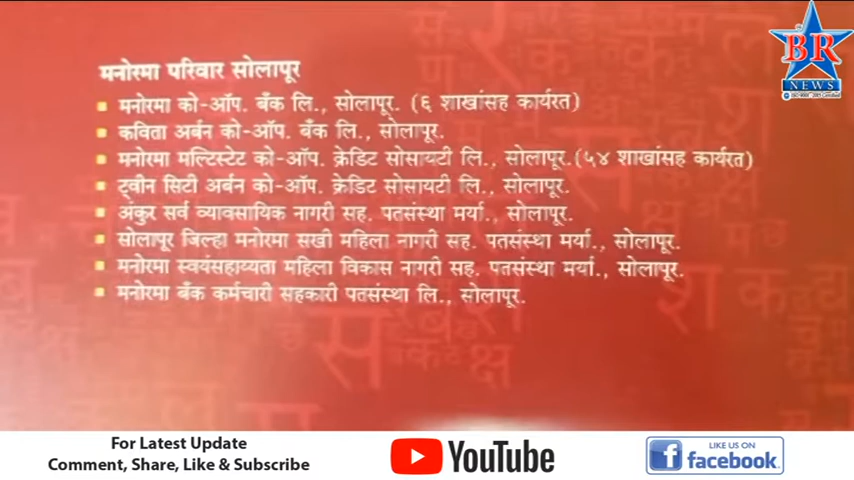 मनोरमा परिवार सोलापूर
मनोरमा को-ऑप. बँक लि., सोलापूर. (६ शाखांसह कार्यरत)
कविता अर्बन को-ऑप. बँक लि., सोलापूर.
मनोरमा मल्टिस्टेट को-ऑप. क्रेडिट सोसायटी लि., सोलापूर.(५४ शाखांसह कार्यरत)
ट्वीन सिटी अर्बन को-ऑप. क्रेडिट सोसायटी लि., सोलापूर.
अंकुर सर्व व्यावसायिक नागरी सह. पतसंस्था मर्या., सोलापूर.
सोलापूर जिल्हा मनोरमा सखी महिला नागरी सह. पतसंस्था मर्या., सोलापूर.
मनोरमा स्वयंसहाय्यता महिला विकास नागरी सह. पतसंस्था मर्या., सोलापूर.
मनोरमा बँक कर्मचारी सहकारी पतसंस्था लि., सोलापूर.
BR
NEWS
For Latest Update
Comment, Share, Like & Subscribe
YouTube
LIKE US ON
facebook